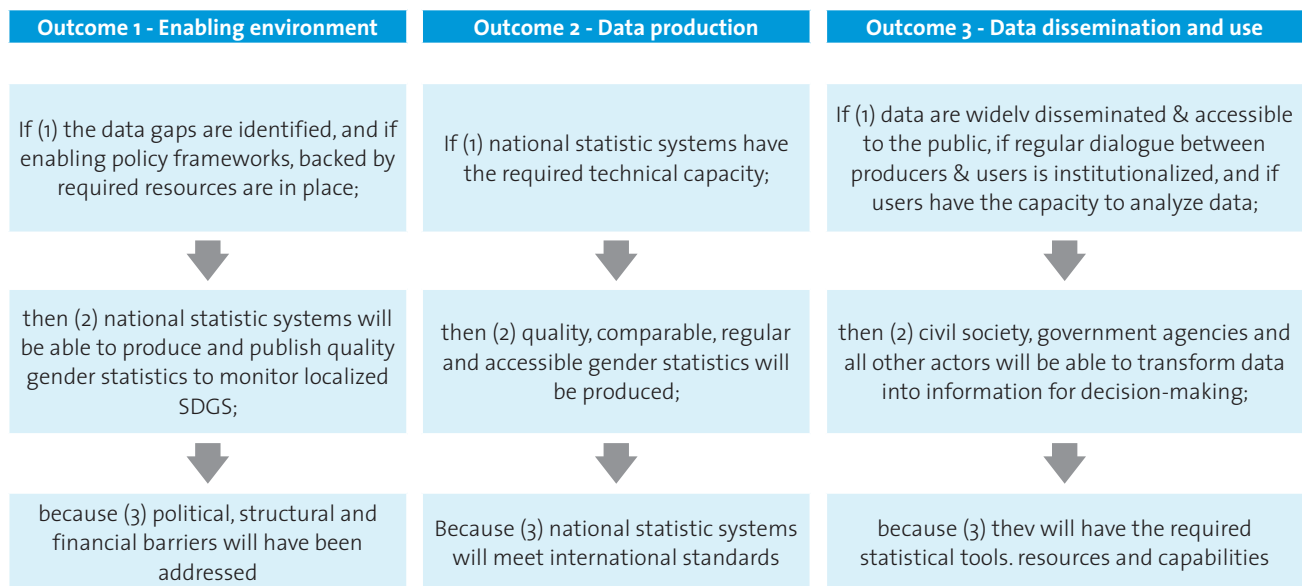 Outcome 1 - Enabling environment
Outcome 2 - Data production
Outcome 3 - Data dissemination and use
If (1) the data gaps are identified, and if
enabling policy frameworks, backed by
required resources are in place;
If (1) national statistic systems have
the required technical capacity;
If (1) data are widelv disseminated & accessible
to the public, if regular dialogue between
producers & users is institutionalized, and if
users have the capacity to analyze data;
then (2) national statistic systems will
be able to produce and publish quality
gender statistics to monitor localized
SDGS;
then (2) quality, comparable, regular
and accessible gender statistics will
be produced;
then (2) civil society, government agencies and
all other actors will be able to transform data
into information for decision-making;
because (3) political, structural and
financial barriers will have been
addressed
Because (3) national statistic systems
will meet international standards
because (3) thev will have the required
statistical tools. resources and capabilities